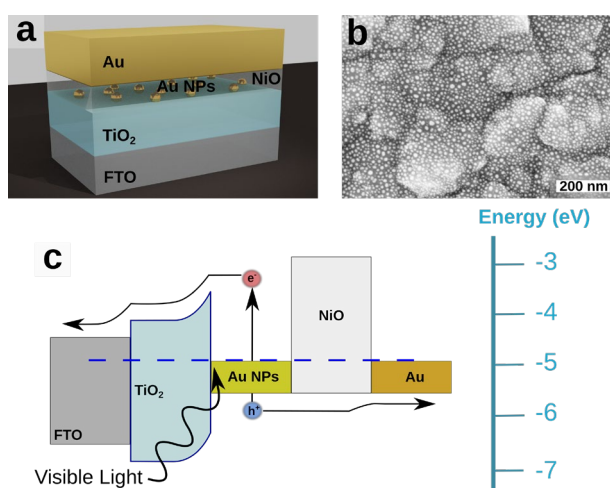 a
Au
Au NPs
NiO
TiO2
FTO
b
200 nm
Energy (eV)
-3
-4
-5
-6
-7
c
e-
NiO
Au NPs
Au
TiO2
h+
FTO
Visible Light